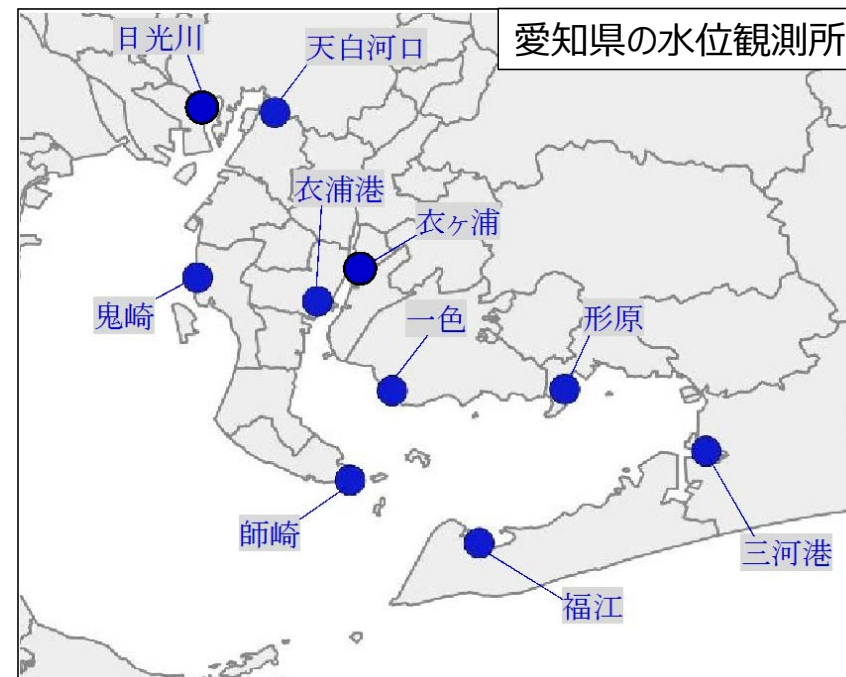 愛知県の水位観測所
日光川
天白河口
衣浦港
衣ヶ浦
鬼崎
一色
形原
師崎
三河港
福江